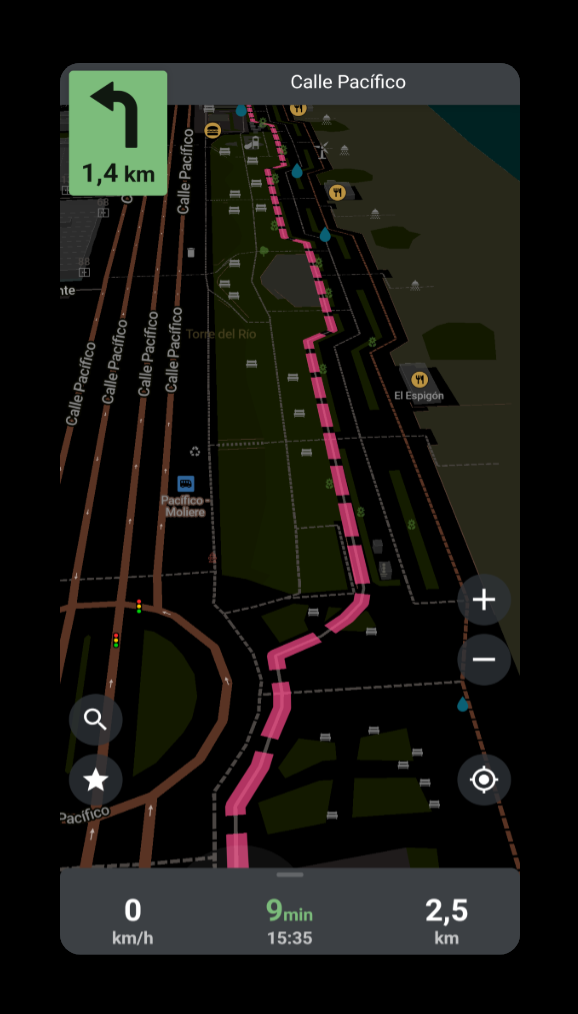 Calle Pacífico
1,4 km
Calle Pacífico
Torre del Río
Calle Pacífico
Calle Pacífico
Calle Pacífico
Calle Pacífico
El Espigón
Pacífico -
Moliere
Pacífico
0
km/h
9min
15:35
2,5
km